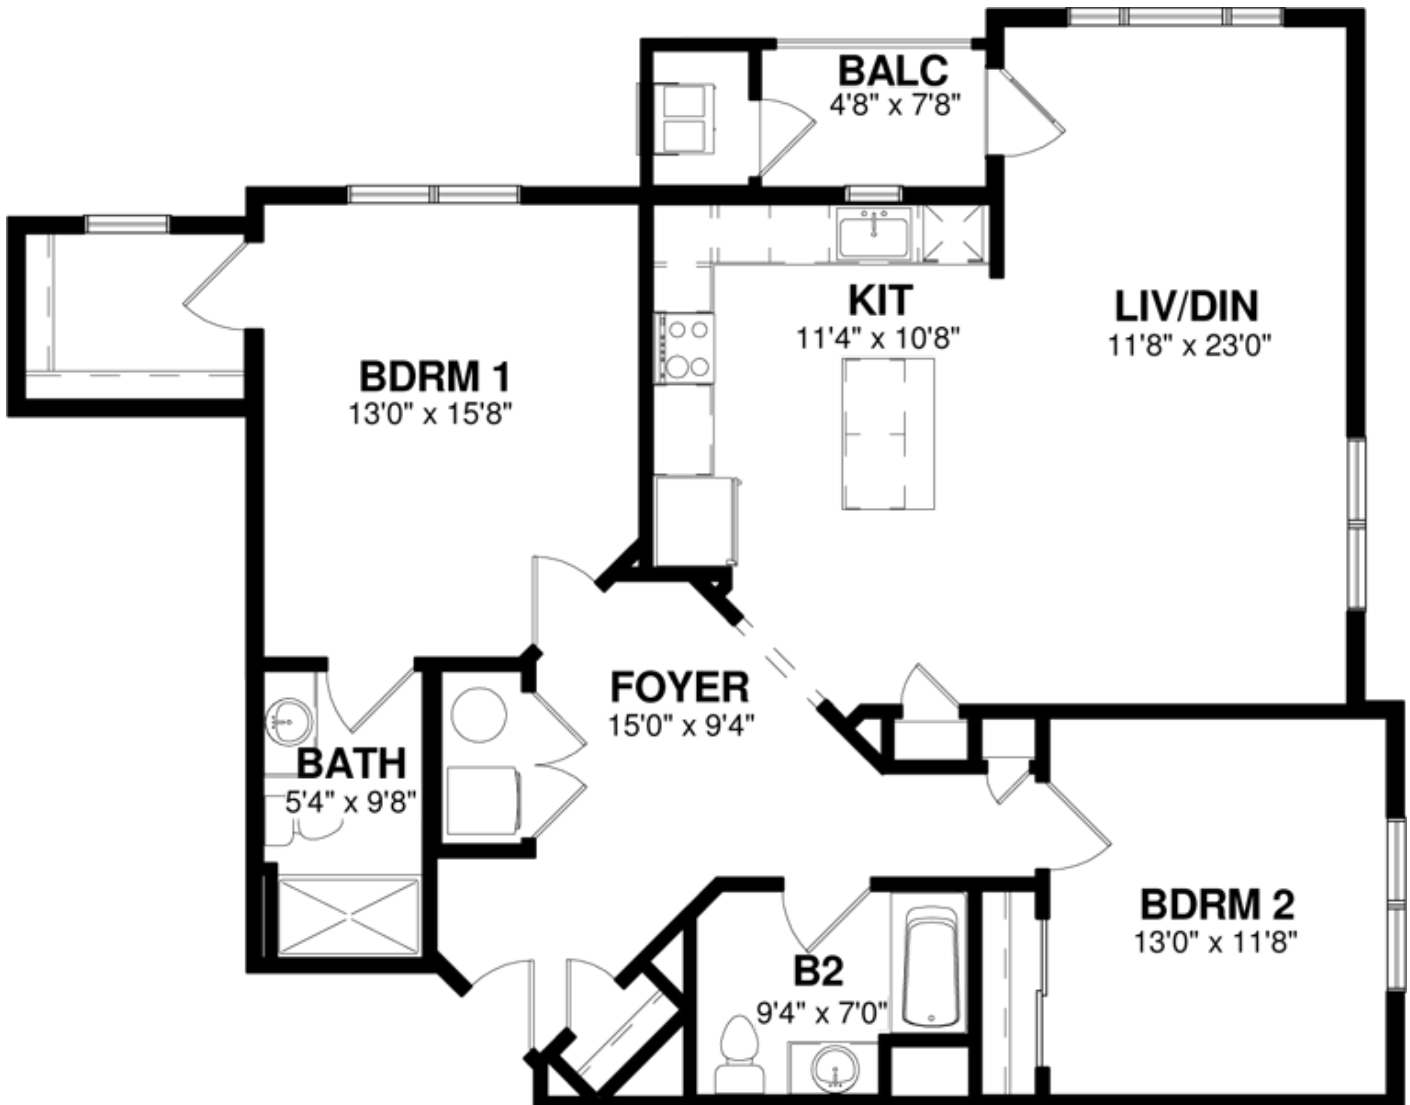 BALC
4'8" x 7'8"
KIT
11'4" x 10'8"
LIV/DIN
11'8" x 23'0"
BDRM 1
13'0" x 15'8"
FOYER
15'0" x 9'4"
BATH
5'4" x 9'8"
BDRM 2
13'0" x 11'8"
B2
9'4" x 7'0"